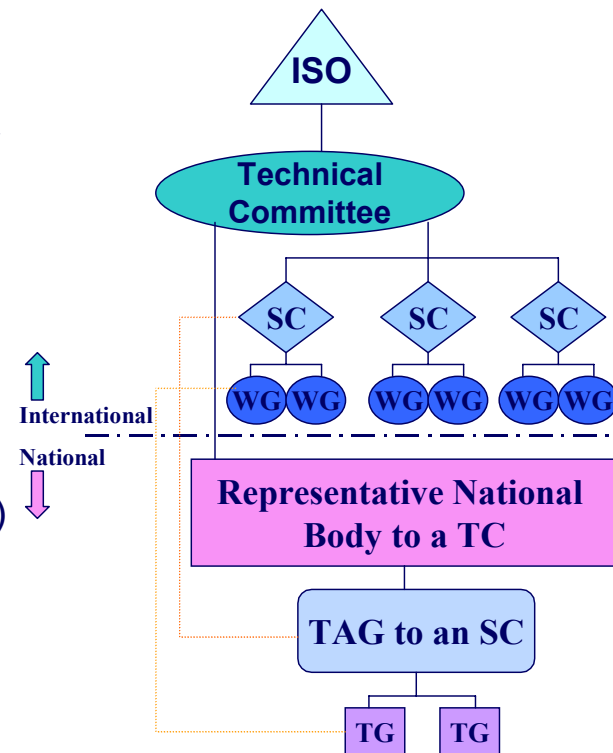 ISO
Technical
Committee
SC SC SC
WG WG WG WG WG WG
International
National
)
Representative National
Body to a TC
TAG to an SC
TG TG